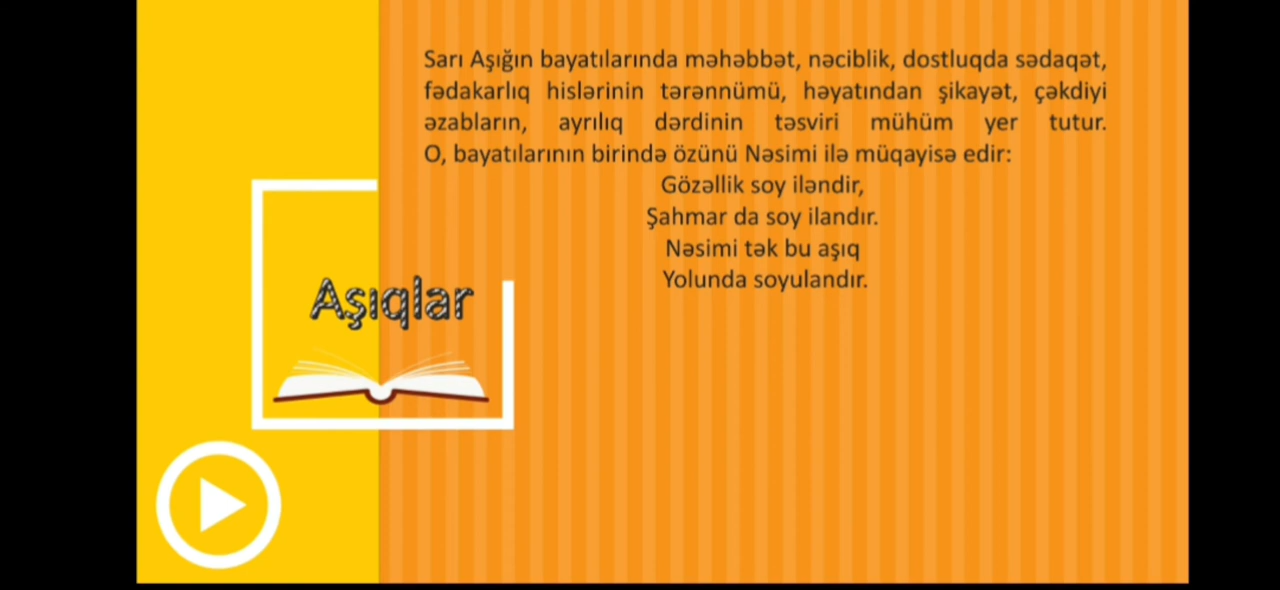 Sarı Aşığın bayatılarında məhəbbət, nəciblik, dostluqda sədaqət,
fədakarlıq hislərinin tərənnümü, həyatından şikayət, çəkdiyi
əzabların, ayrılıq dərdinin təsviri mühüm yer tutur.
O, bayatılarının birində özünü Nəsimi ilə müqayisə edir:
Gözəllik soy iləndir,
Şahmar da soy ilandır.
Nəsimi tək bu aşıq
Yolunda soyulandır.
Aşıqlar